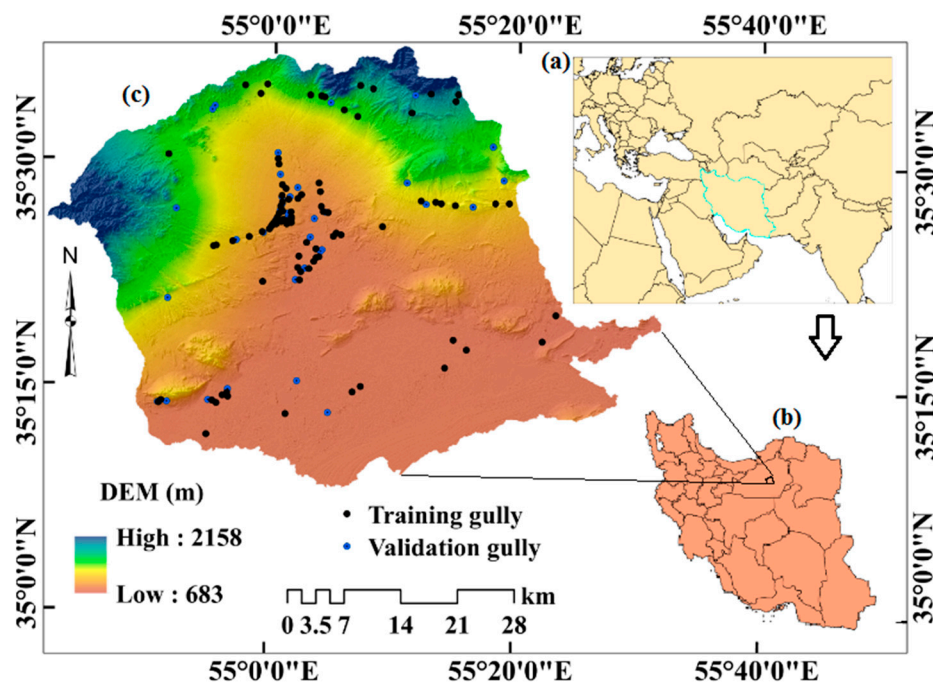 55°0'0"E 55°20'0"E 55°40'0"E
(a)
(c)
35°30'0"N
35°30'0"N
N
35°15'0"N
35°15'0"N
(b)
DEM (m)
High : 2158
Low : 683
Training gully
Validation gully
km
0 3.5 7 14 21 28
35°0'0"N
35°0'0"N
55°0'0"E 55°20'0"E 55°40'0"E